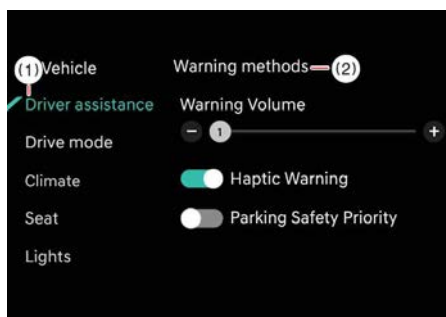 (1) Vehicle
Driver assistance
Drive mode
Climate
Seat
Lights
Warning methods (2)
Warning Volume
− 1 +
Haptic Warning
Parking Safety Priority